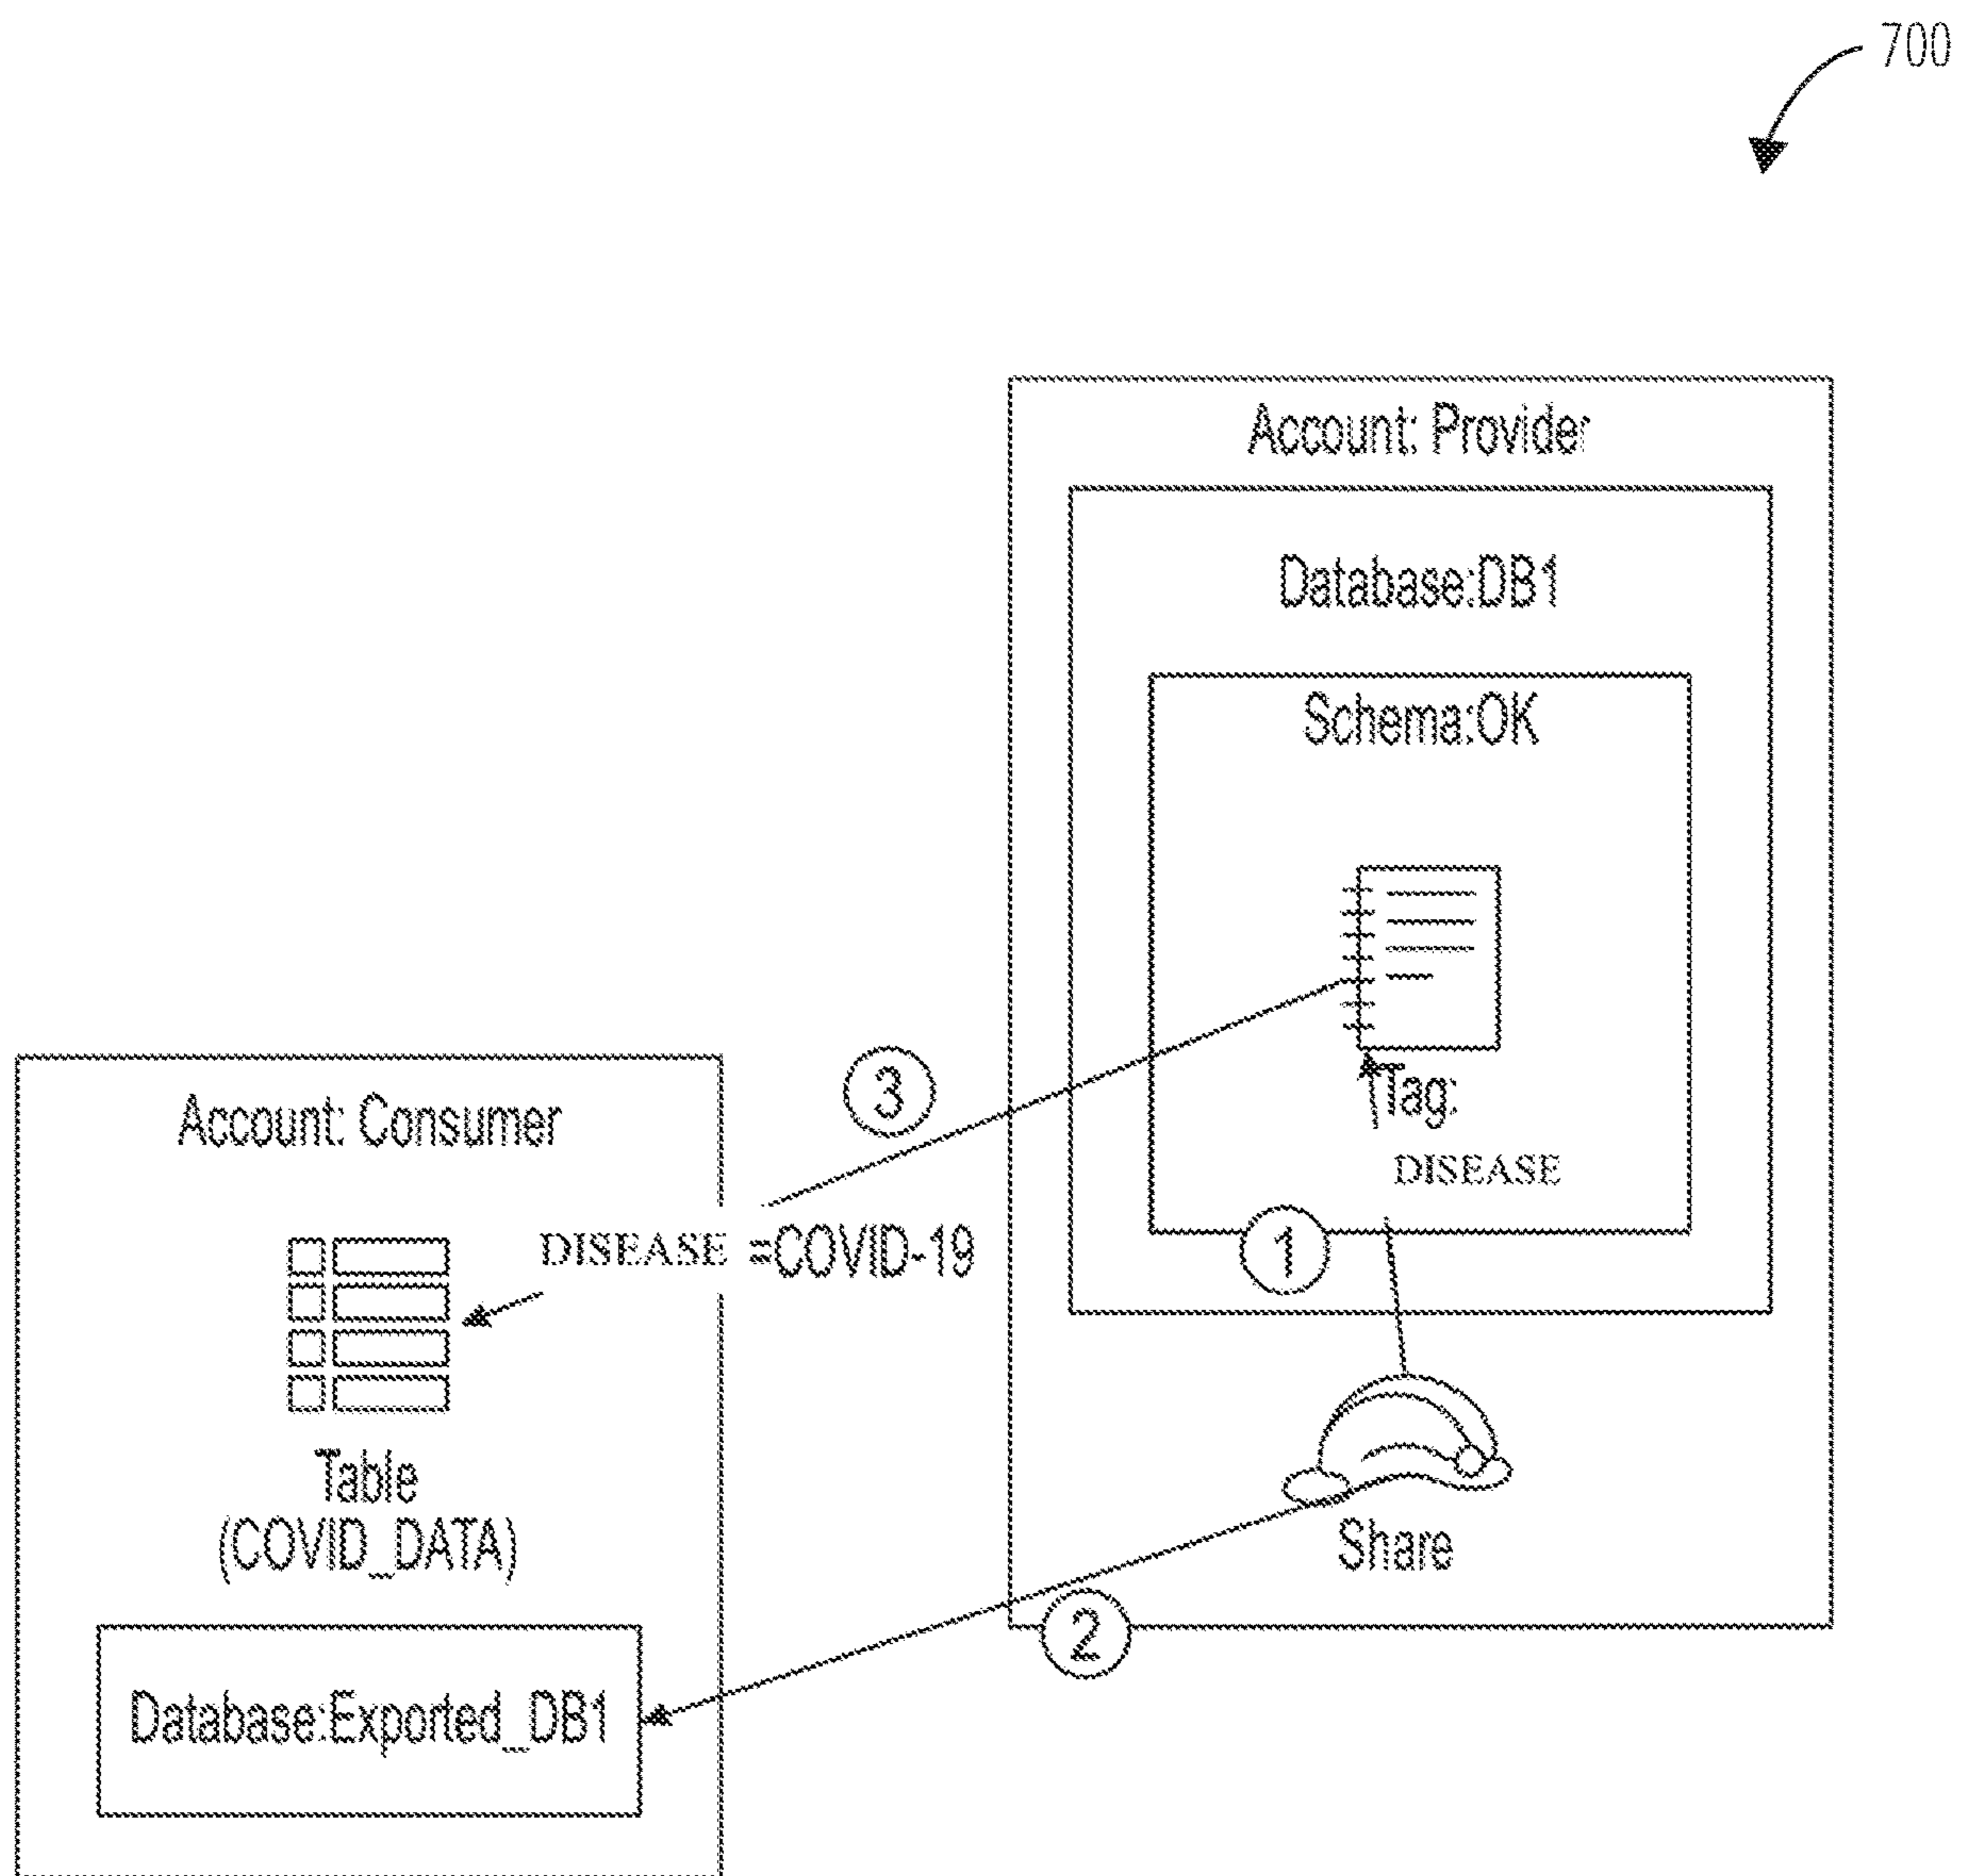 700
Account: Provider
Database:DB1
Schema:OK
Tag:
DISEASE
1
Share
2
3
Account: Consumer
DISEASE =COVID-19
Table
(COVID_DATA)
Database:Exported_DB1